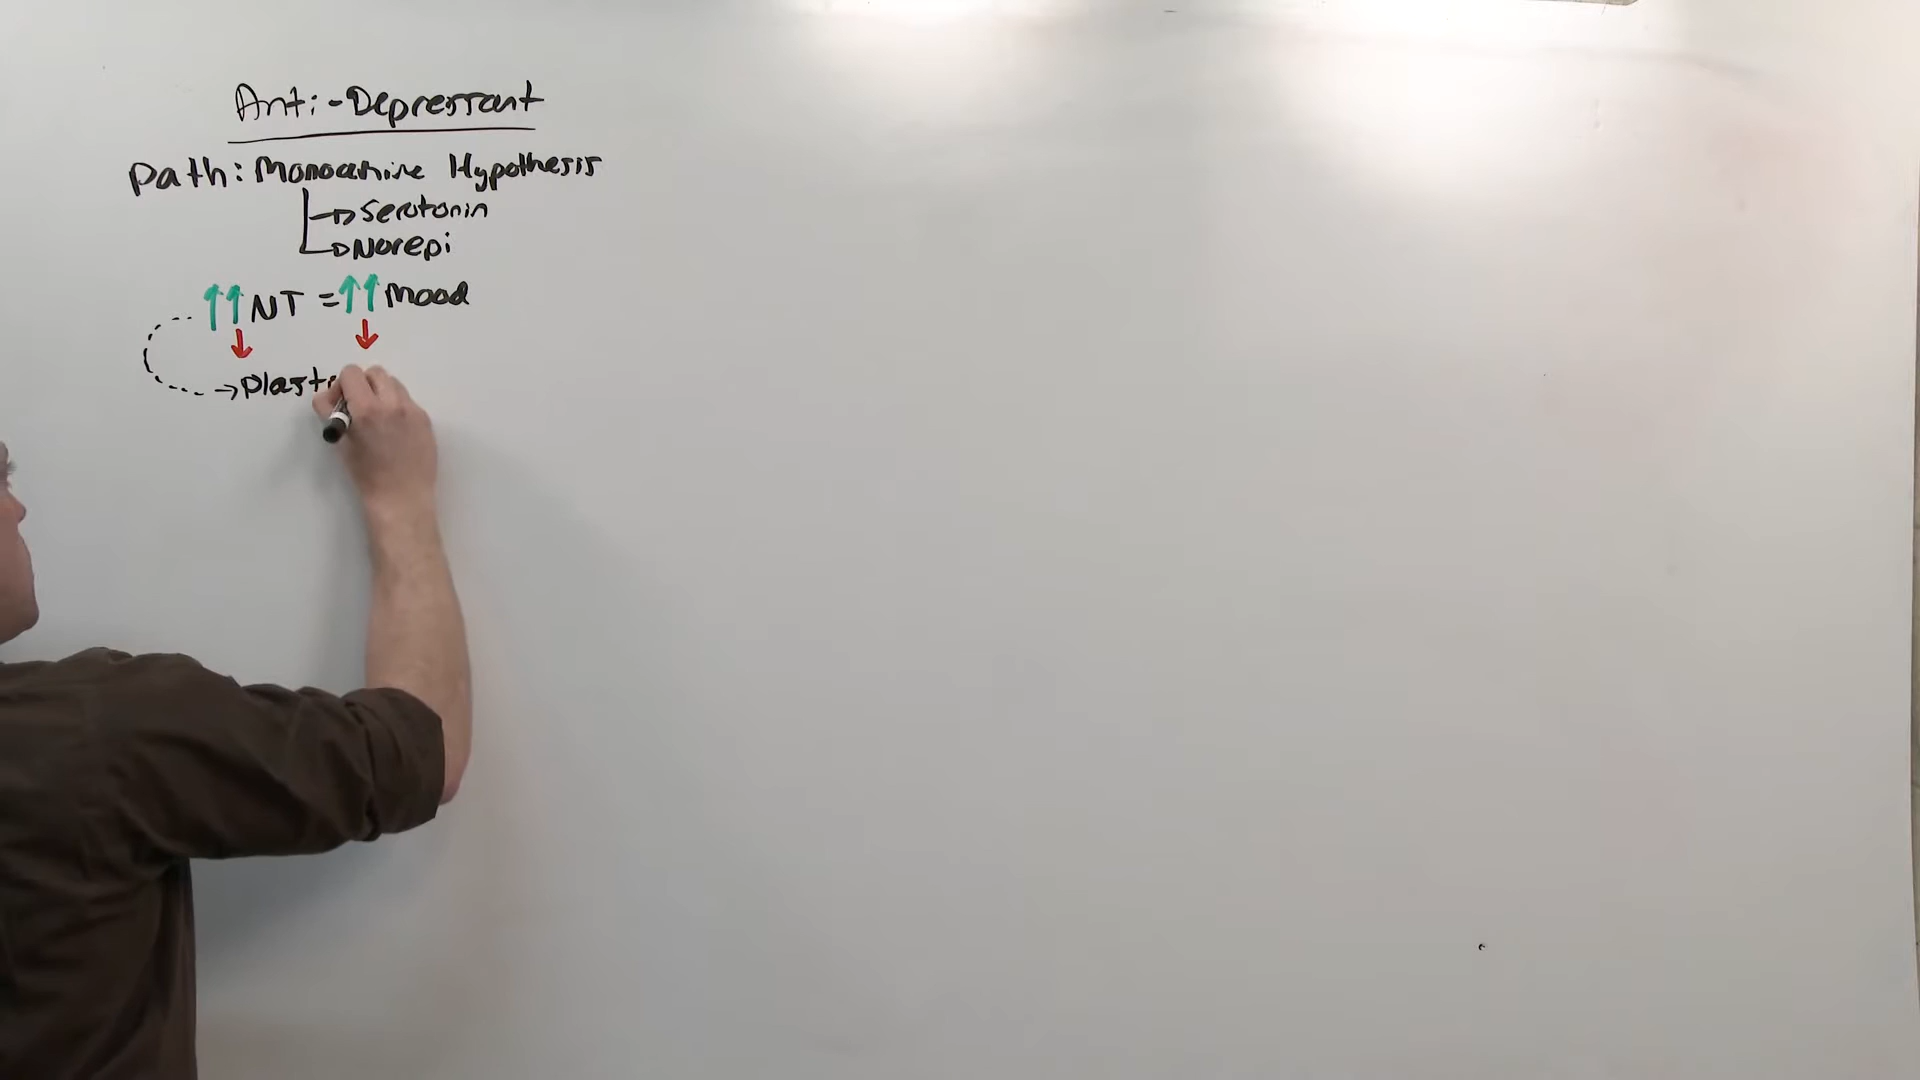 Anti-Depressant
Path: Monoamine Hypothesis
→ Serotonin
→ Norepi
↑↑ NT = ↑↑ Mood
↓ ↓
→ Plast